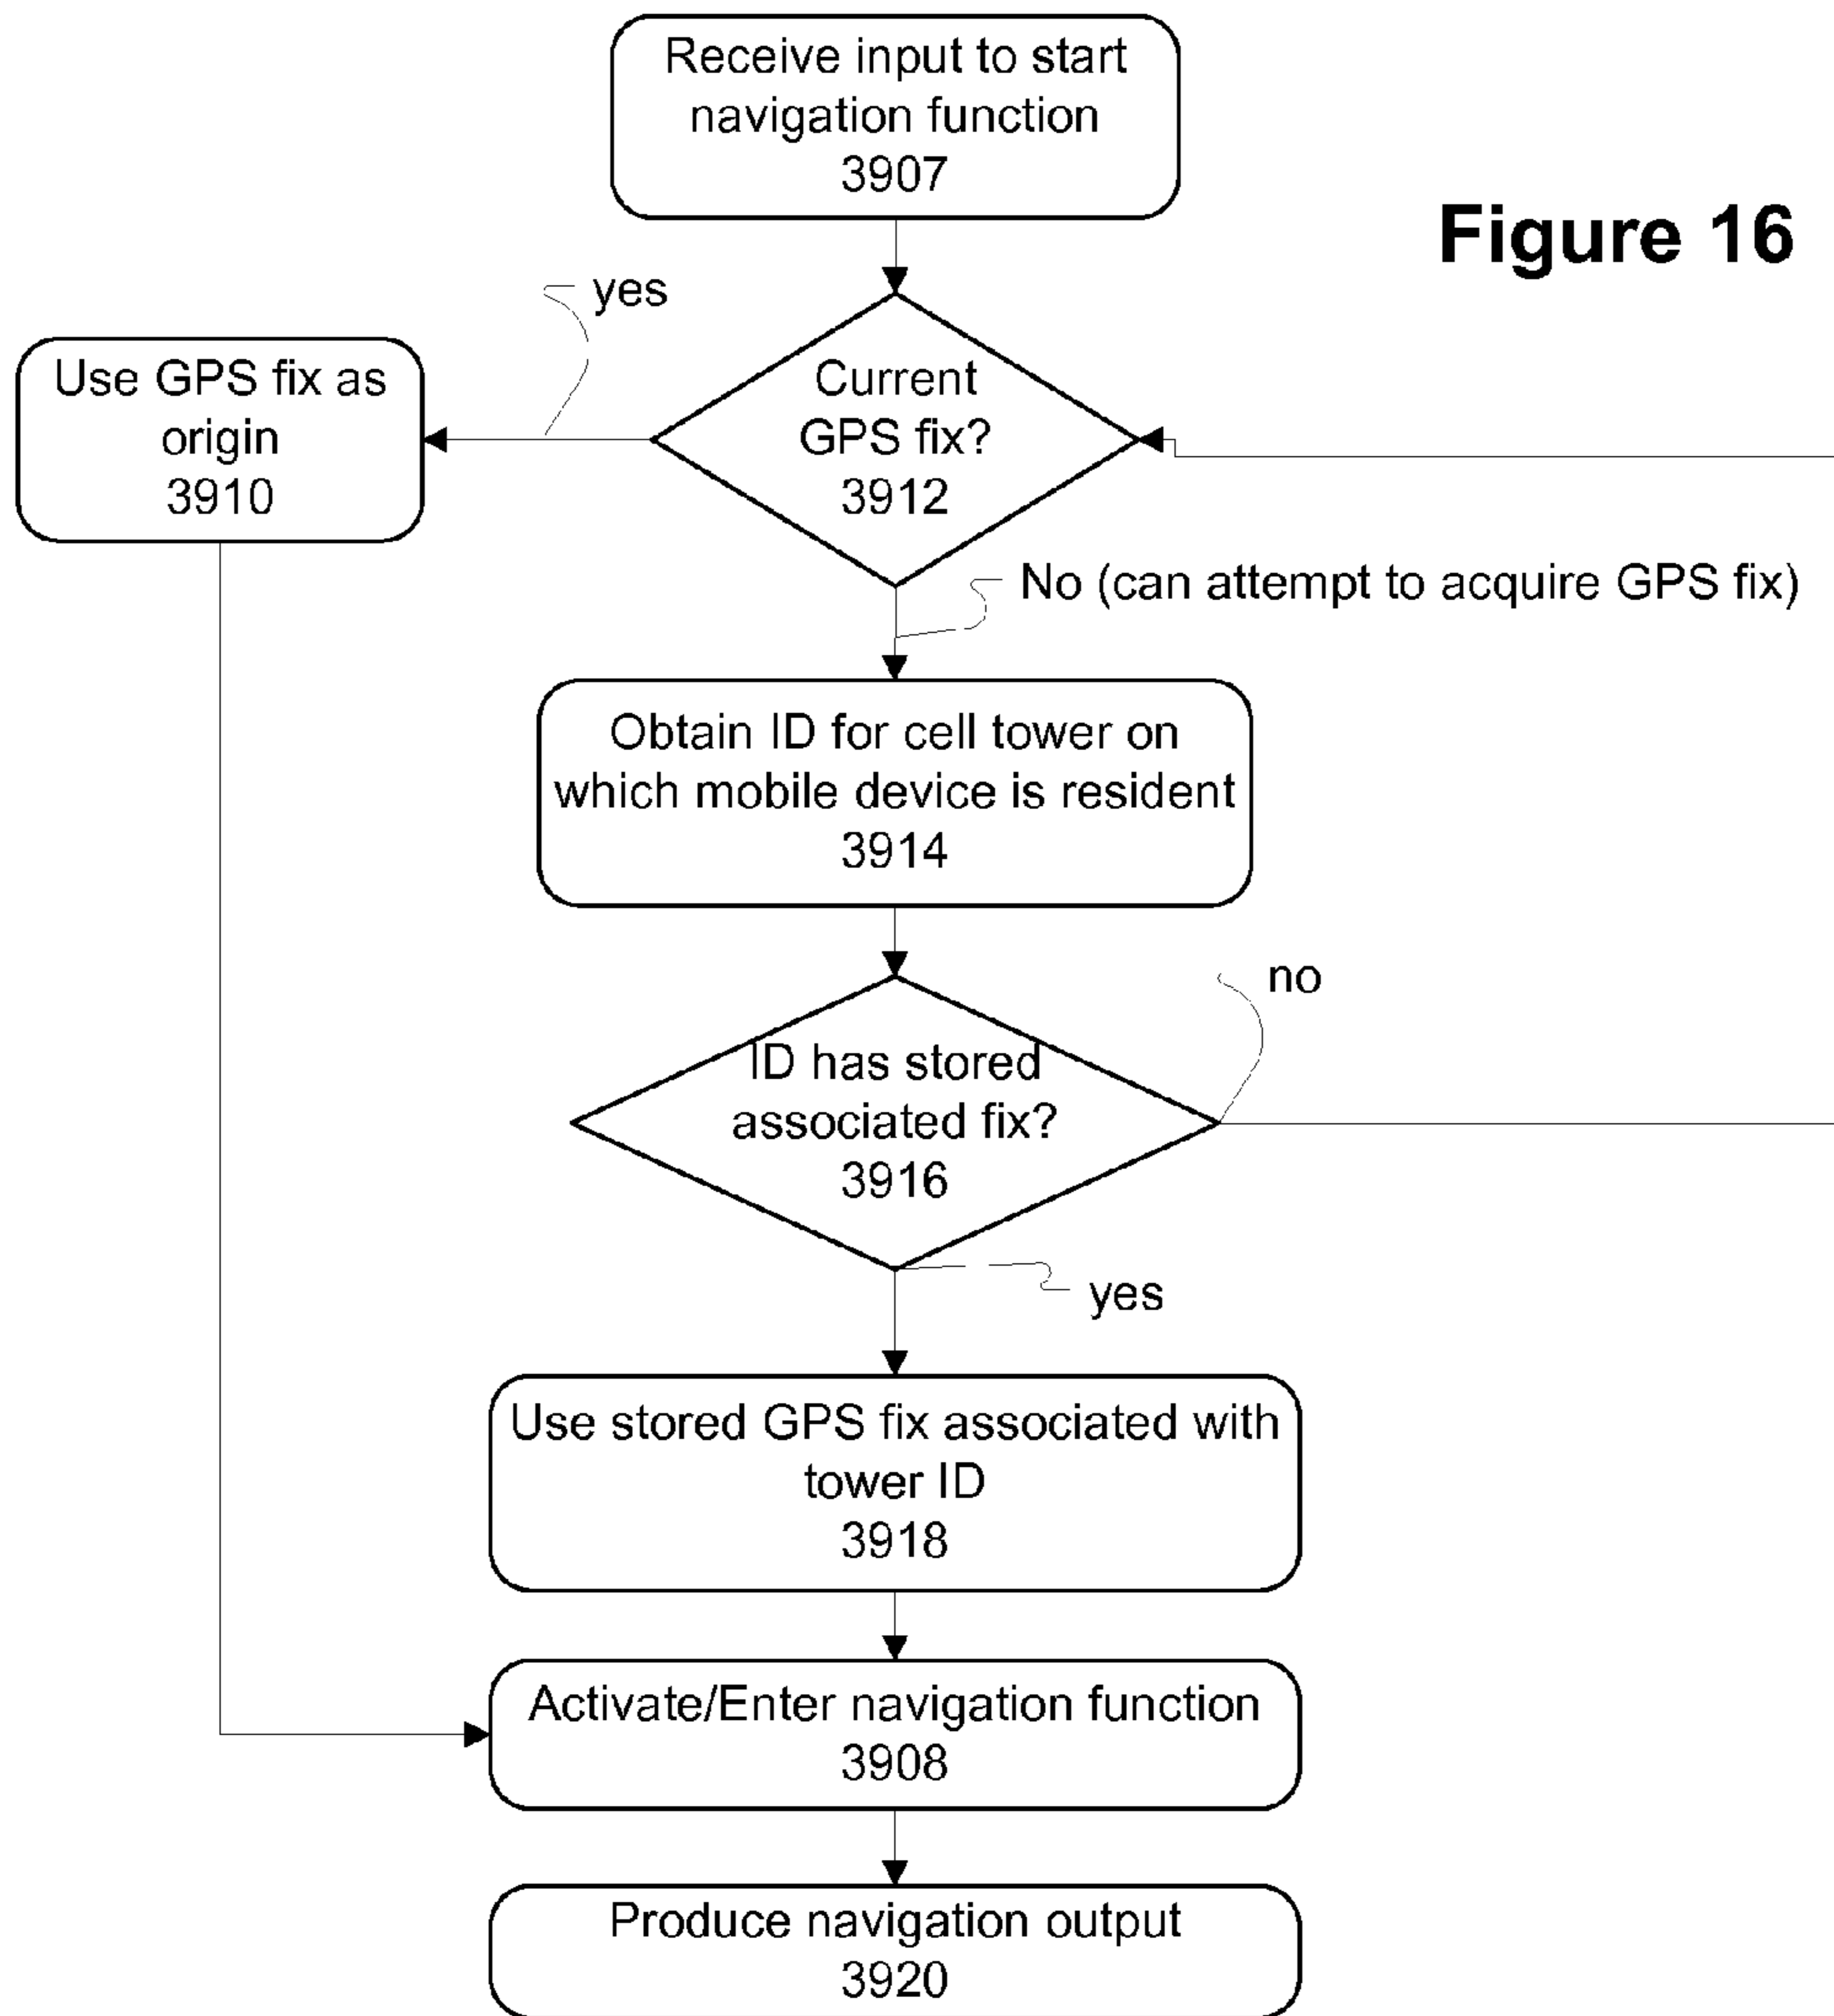 Receive input to start
navigation function
3907
Figure 16
yes
Use GPS fix as
origin
3910
Current
GPS fix?
3912
No (can attempt to acquire GPS fix)
Obtain ID for cell tower on
which mobile device is resident
3914
no
ID has stored
associated fix?
3916
yes
Use stored GPS fix associated with
tower ID
3918
Activate/Enter navigation function
3908
Produce navigation output
3920